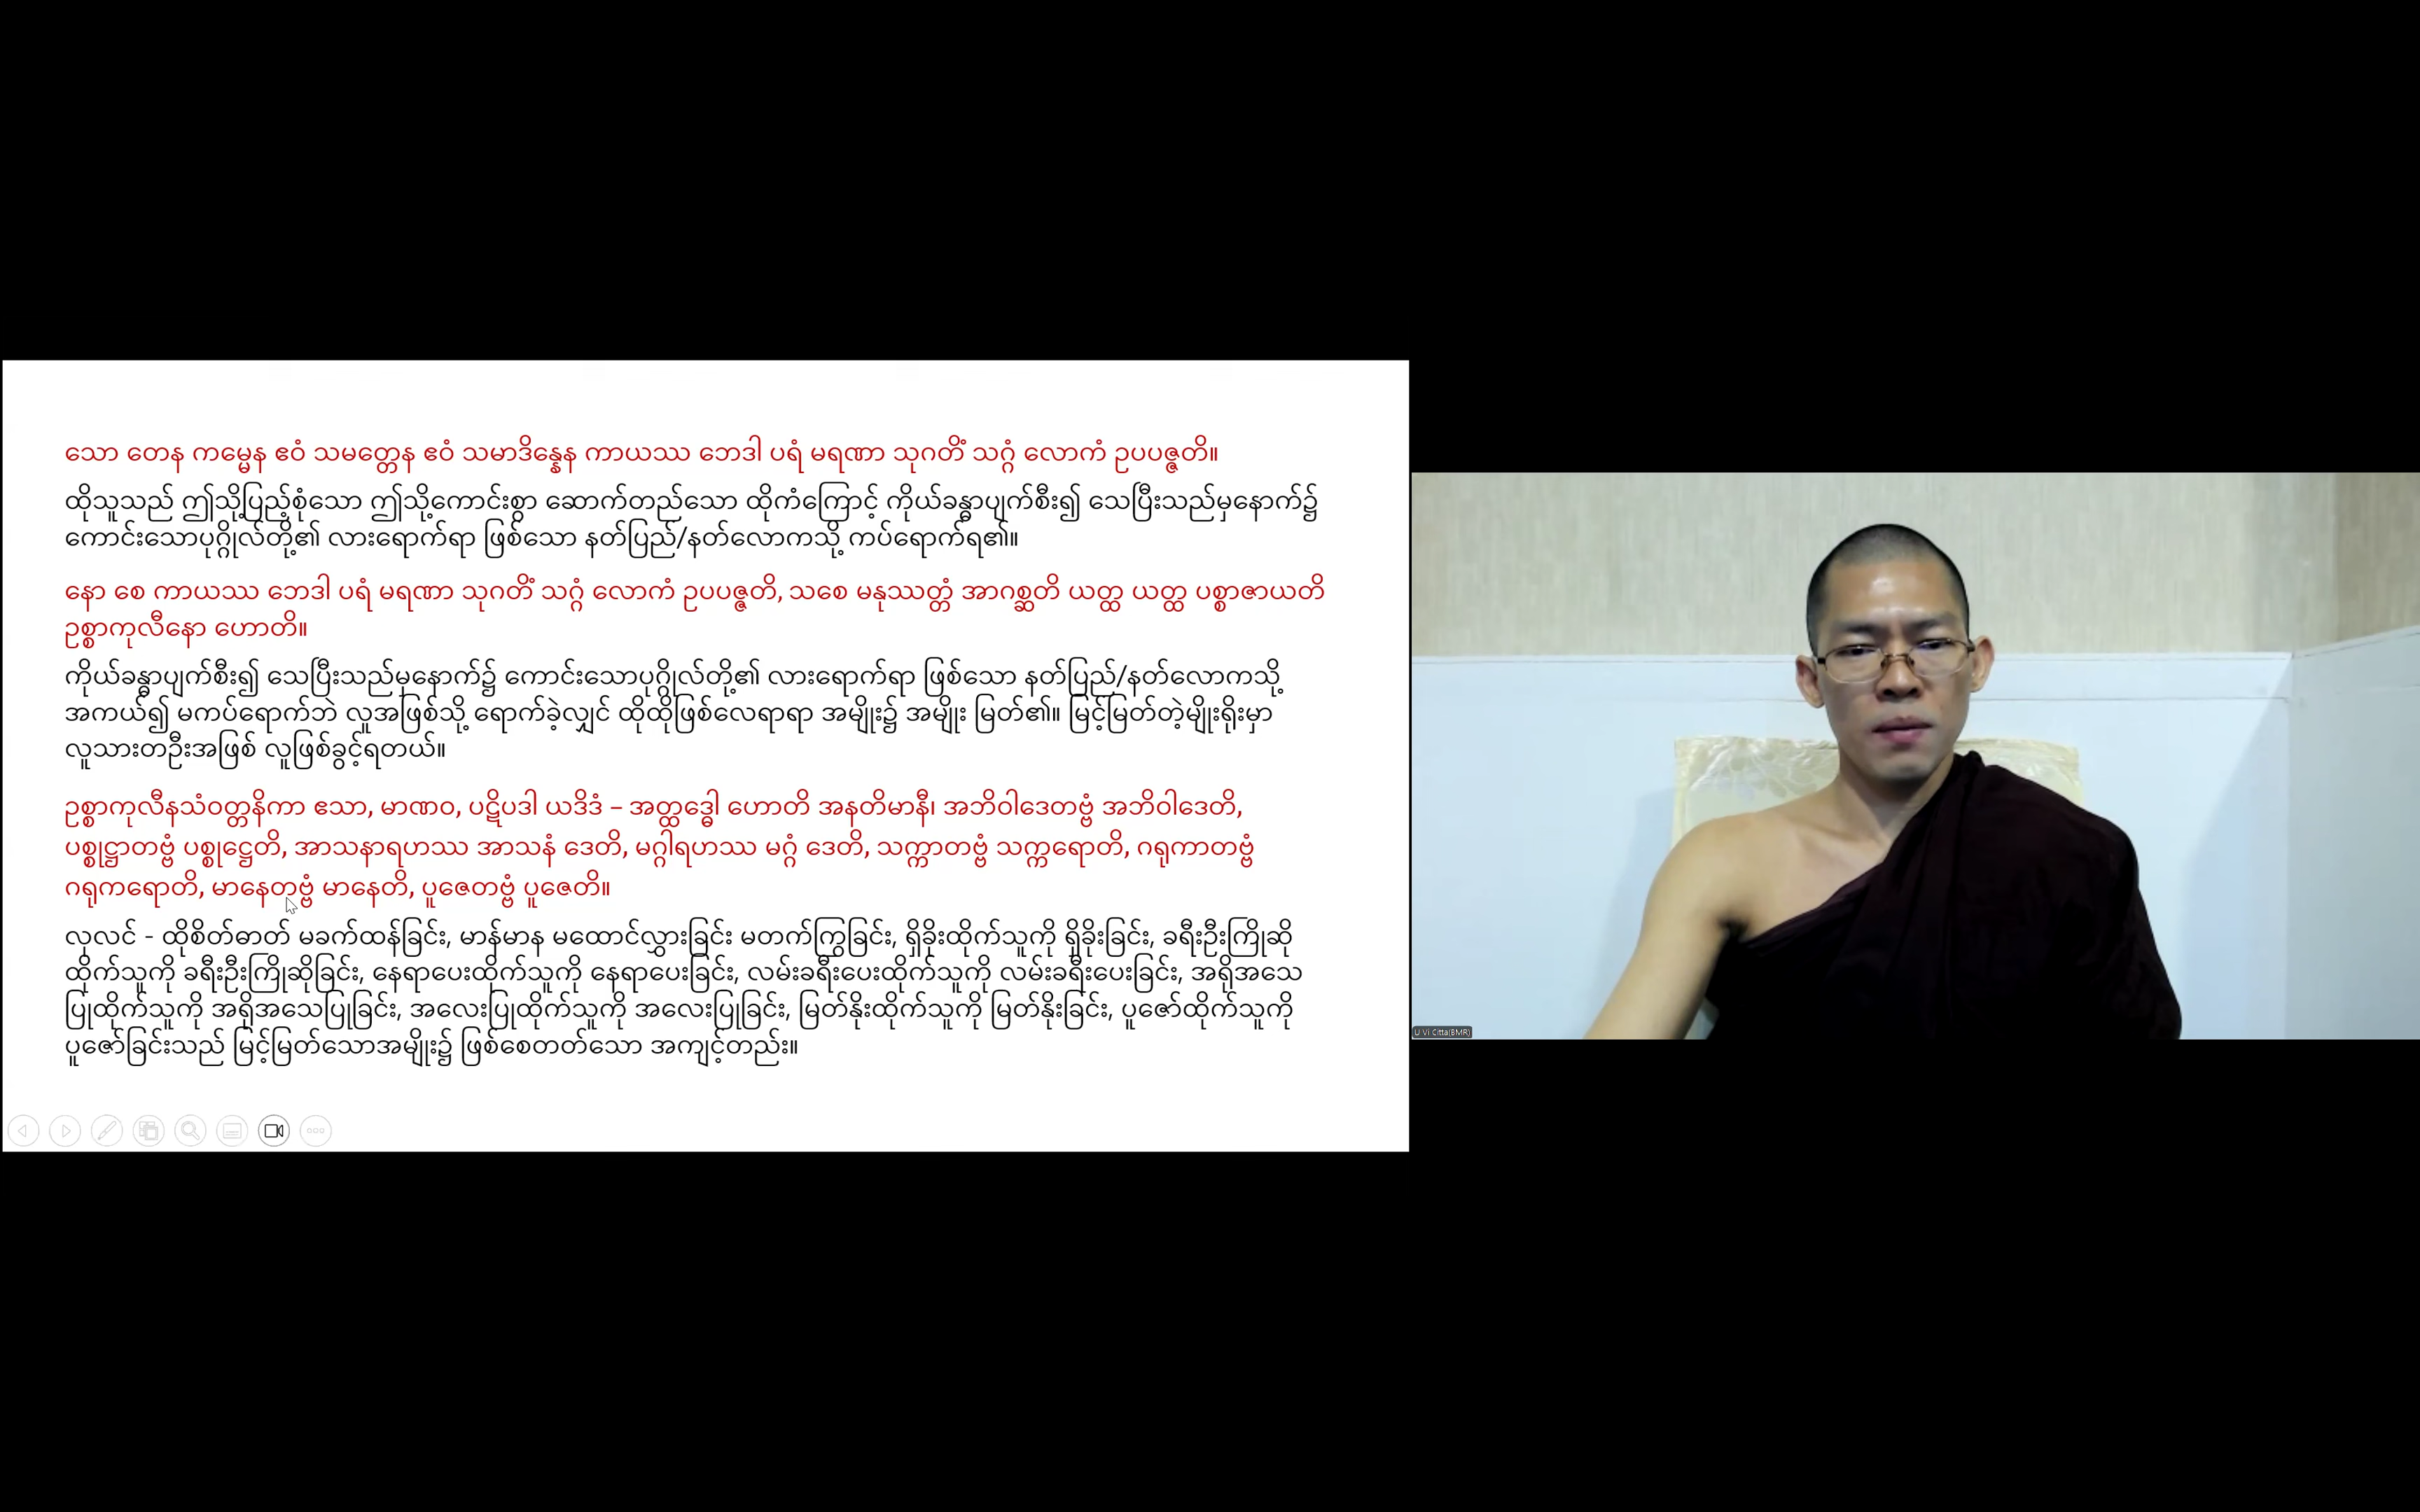 သော တေန ကမ္မေန ဧဝံ သမတ္တေန ဧဝံ သမာဒိန္နေန ကာယဿ ဘေဒါ ပရံ မရဏာ သုဂတိံ သဂ္ဂံ လောကံ ဥပပဇ္ဇတိ။
ထိုသူသည် ဤသို့ပြည့်စုံသော ဤသို့ကောင်းစွာ ဆောက်တည်သော ထိုကံကြောင့် ကိုယ်ခန္ဓာပျက်စီး၍ သေပြီးသည်မှနောက်၌
ကောင်းသောပုဂ္ဂိုလ်တို့၏ လားရောက်ရာ ဖြစ်သော နတ်ပြည်/နတ်လောကသို့ ကပ်ရောက်ရ၏။
နော စေ ကာယဿ ဘေဒါ ပရံ မရဏာ သုဂတိံ သဂ္ဂံ လောကံ ဥပပဇ္ဇတိ, သစေ မနုဿတ္တံ အာဂစ္ဆတိ ယတ္ထ ယတ္ထ ပစ္စာဇာယတိ
ဥစ္စာကုလီနော ဟောတိ။
ကိုယ်ခန္ဓာပျက်စီး၍ သေပြီးသည်မှနောက်၌ ကောင်းသောပုဂ္ဂိုလ်တို့၏ လားရောက်ရာ ဖြစ်သော နတ်ပြည်/နတ်လောကသို့
အကယ်၍ မကပ်ရောက်ဘဲ လူအဖြစ်သို့ ရောက်ခဲ့လျှင် ထိုထိုဖြစ်လေရာရာ အမျိုး၌ အမျိုး မြတ်၏။ မြင့်မြတ်တဲ့မျိုးရိုးမှာ
လူသားတဦးအဖြစ် လူဖြစ်ခွင့်ရတယ်။
ဥစ္စာကုလီနသံဝတ္တနိကာ ဧသာ, မာဏဝ, ပဋိပဒါ ယဒိဒံ – အတ္ထဒ္ဓေါ ဟောတိ အနတိမာနီ၊ အဘိဝါဒေတဗ္ဗံ အဘိဝါဒေတိ,
ပစ္စုဋ္ဌာတဗ္ဗံ ပစ္စုဋ္ဌေတိ, အာသနာရဟဿ အာသနံ ဒေတိ, မဂ္ဂါရဟဿ မဂ္ဂံ ဒေတိ, သက္ကာတဗ္ဗံ သက္ကရောတိ, ဂရုကာတဗ္ဗံ
ဂရုကရောတိ, မာနေတဗ္ဗံ မာနေတိ, ပူဇေတဗ္ဗံ ပူဇေတိ။
လုလင် - ထိုစိတ်ဓာတ် မခက်ထန်ခြင်း, မာန်မာန မထောင်လွှားခြင်း မတက်ကြွခြင်း, ရှိခိုးထိုက်သူကို ရှိခိုးခြင်း, ခရီးဦးကြိုဆို
ထိုက်သူကို ခရီးဦးကြိုဆိုခြင်း, နေရာပေးထိုက်သူကို နေရာပေးခြင်း, လမ်းခရီးပေးထိုက်သူကို လမ်းခရီးပေးခြင်း, အရိုအသေ
ပြုထိုက်သူကို အရိုအသေပြုခြင်း, အလေးပြုထိုက်သူကို အလေးပြုခြင်း, မြတ်နိုးထိုက်သူကို မြတ်နိုးခြင်း, ပူဇော်ထိုက်သူကို
ပူဇော်ခြင်းသည် မြင့်မြတ်သောအမျိုး၌ ဖြစ်စေတတ်သော အကျင့်တည်း။
U Vi Citta(BMR)